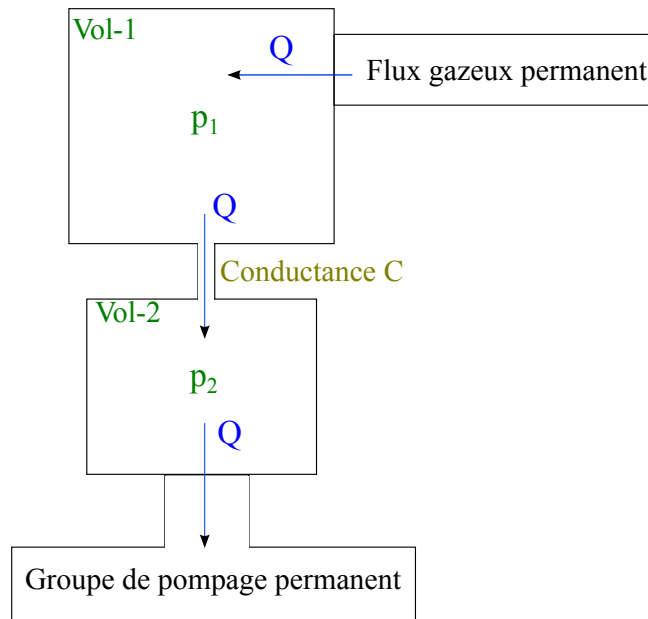 Vol-1
Q
Flux gazeux permanent
p1
Q
Conductance C
Vol-2
p2
Q
Groupe de pompage permanent